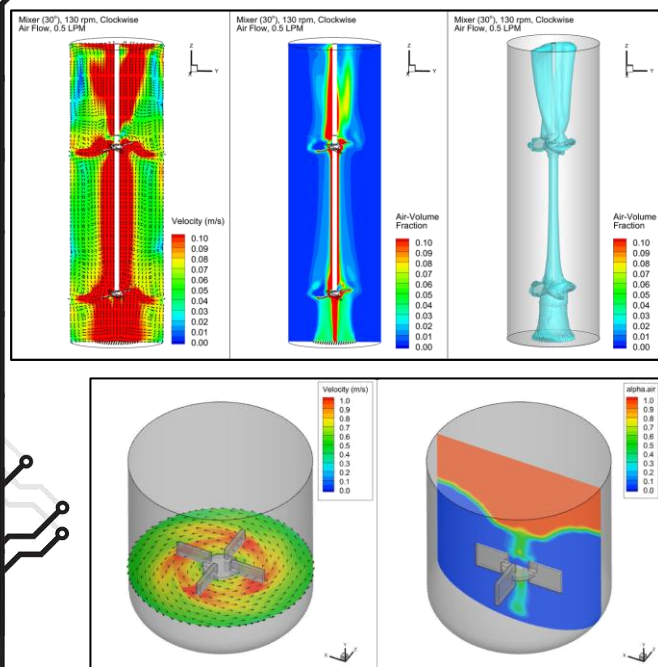 Mixer (30°), 130 rpm, Clockwise
Air Flow, 0.5 LPM
Z
X
Y
Velocity (m/s)
0.10
0.09
0.08
0.07
0.06
0.05
0.04
0.03
0.02
0.01
0.00
Mixer (30°), 130 rpm, Clockwise
Air Flow, 0.5 LPM
Z
X
Y
Air-Volume
Fraction
0.10
0.09
0.08
0.07
0.06
0.05
0.04
0.03
0.02
0.01
0.00
Mixer (30°), 130 rpm, Clockwise
Air Flow, 0.5 LPM
Z
X
Y
Air-Volume
Fraction
0.10
0.09
0.08
0.07
0.06
0.05
0.04
0.03
0.02
0.01
0.00
Velocity (m/s)
1.0
0.9
0.8
0.7
0.6
0.5
0.4
0.3
0.2
0.1
0.0
X
Y
Z
alpha.air
1.0
0.9
0.8
0.7
0.6
0.5
0.4
0.3
0.2
0.1
0.0
X
Y
Z